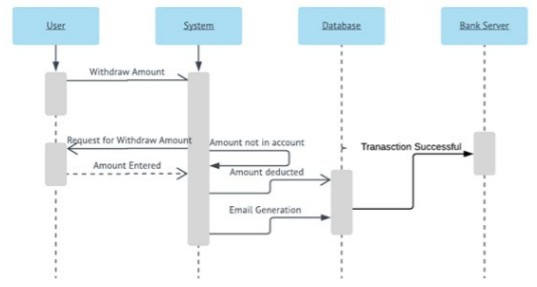 User
System
Database
Bank Server
Withdraw Amount
Request for Withdraw Amount
Amount not in account
Tranasction Successful
Amount Entered
Amount deducted
Email Generation